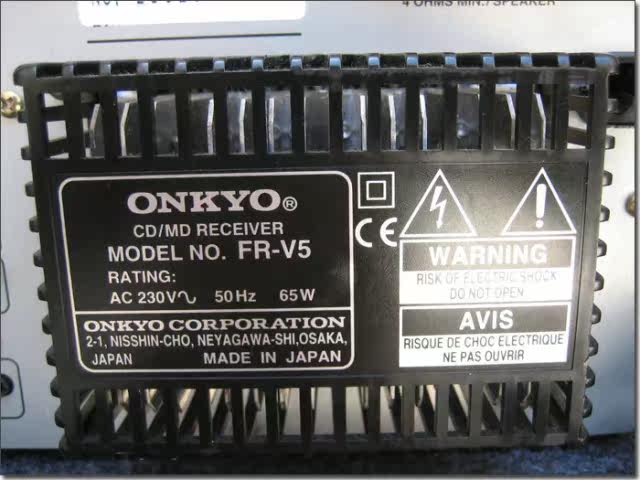 4 OHMS MIN./SPEAKER
ONKYO®
CD/MD RECEIVER
MODEL NO. FR-V5
RATING:
AC 230V∿ 50Hz 65W
ONKYO CORPORATION
2-1, NISSHIN-CHO, NEYAGAWA-SHI, OSAKA,
JAPAN MADE IN JAPAN
CE
WARNING
RISK OF ELECTRIC SHOCK
DO NOT OPEN
AVIS
RISQUE DE CHOC ELECTRIQUE
NE PAS OUVRIR